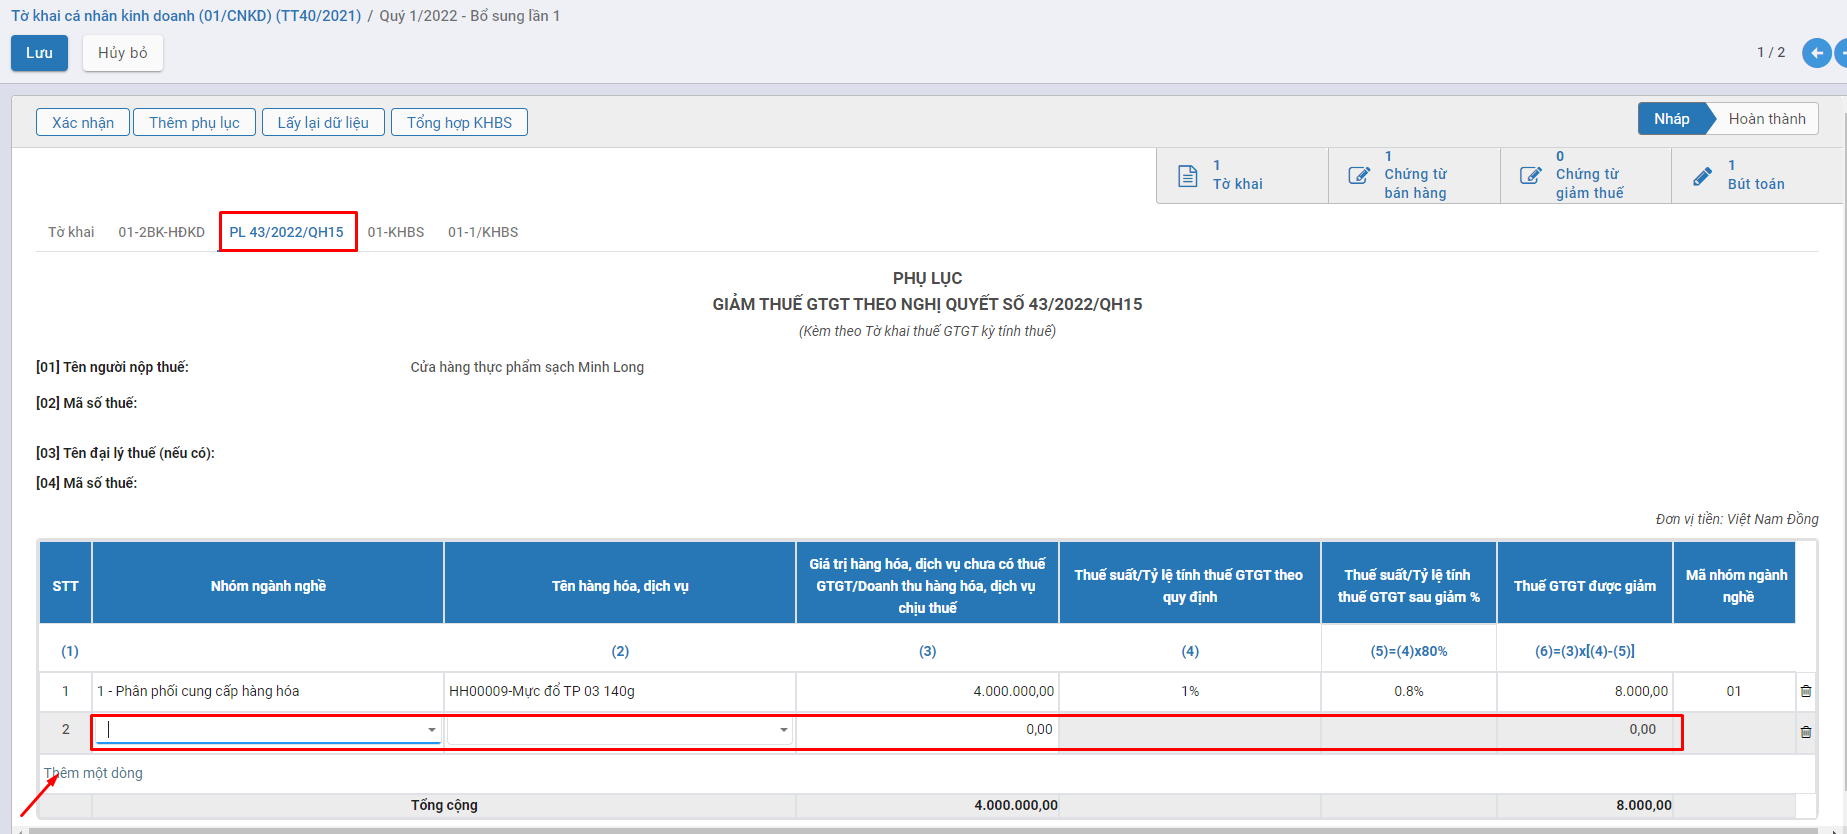 Tờ khai cá nhân kinh doanh (01/CNKD) (TT40/2021) / Quý 1/2022 - Bổ sung lần 1
Lưu
Hủy bỏ
1 / 2
Xác nhận
Thêm phụ lục
Lấy lại dữ liệu
Tổng hợp KHBS
Nháp
Hoàn thành
1
Tờ khai
1
Chứng từ
bán hàng
0
Chứng từ
giảm thuế
1
Bút toán
Tờ khai
01-2BK-HĐKD
PL 43/2022/QH15
01-KHBS
01-1/KHBS
PHỤ LỤC
GIẢM THUẾ GTGT THEO NGHỊ QUYẾT SỐ 43/2022/QH15
(Kèm theo Tờ khai thuế GTGT kỳ tính thuế)
[01] Tên người nộp thuế: Cửa hàng thực phẩm sạch Minh Long
[02] Mã số thuế:
[03] Tên đại lý thuế (nếu có):
[04] Mã số thuế:
Đơn vị tiền: Việt Nam Đồng
STT
Nhóm ngành nghề
Tên hàng hóa, dịch vụ
Giá trị hàng hóa, dịch vụ chưa có thuế
GTGT/Doanh thu hàng hóa, dịch vụ
chịu thuế
Thuế suất/Tỷ lệ tính thuế GTGT theo
quy định
Thuế suất/Tỷ lệ tính
thuế GTGT sau giảm %
Thuế GTGT được giảm
Mã nhóm ngành
nghề
(1) (2) (3) (4) (5)=(4)x80% (6)=(3)x[(4)-(5)]
1 1 - Phân phối cung cấp hàng hóa HH00009-Mực đổ TP 03 140g 4.000.000,00 1% 0.8% 8.000,00 01
2 0,00 0,00
Thêm một dòng
Tổng cộng 4.000.000,00 8.000,00